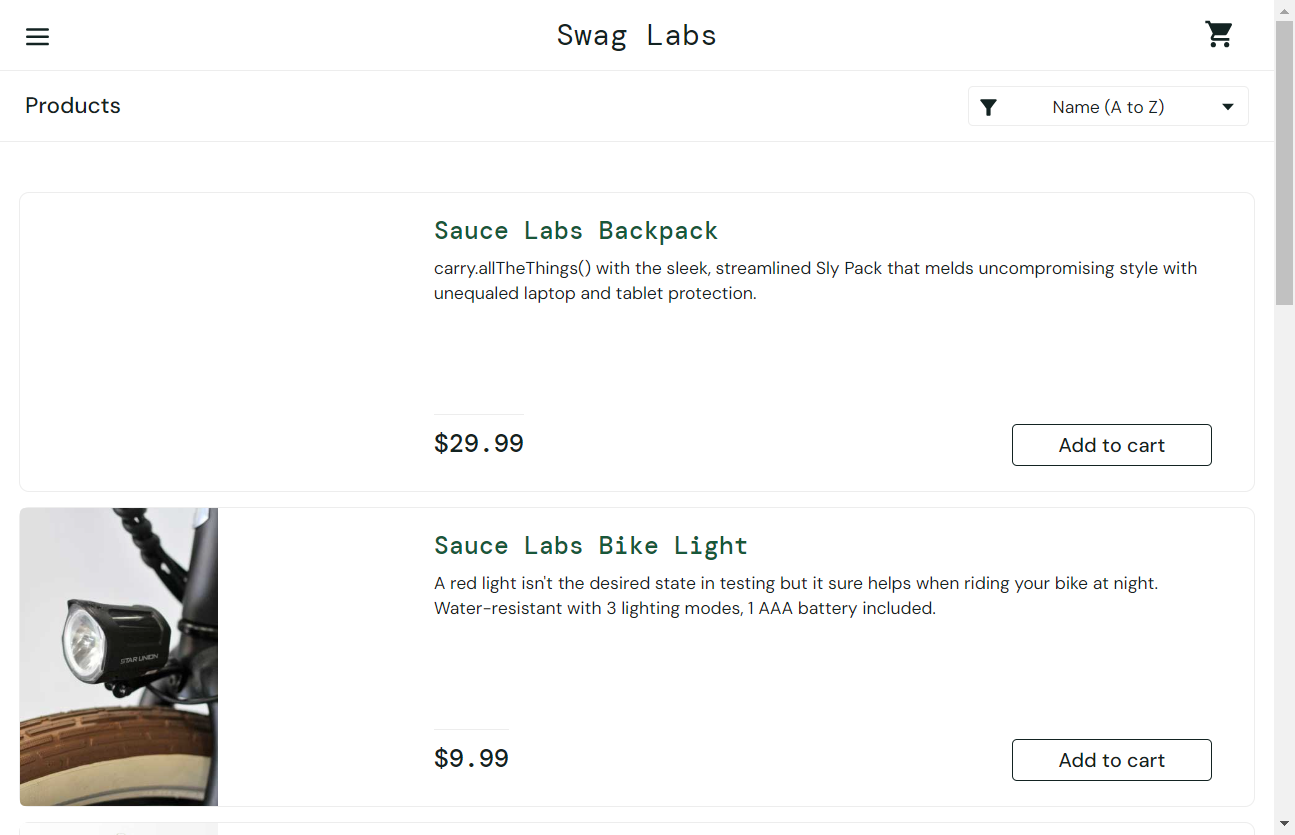 Swag Labs
Products
Name (A to Z)
Sauce Labs Backpack
carry.allTheThings() with the sleek, streamlined Sly Pack that melds uncompromising style with
unequaled laptop and tablet protection.
$29.99
Add to cart
Sauce Labs Bike Light
A red light isn't the desired state in testing but it sure helps when riding your bike at night.
Water-resistant with 3 lighting modes, 1 AAA battery included.
STAR UNION
$9.99
Add to cart